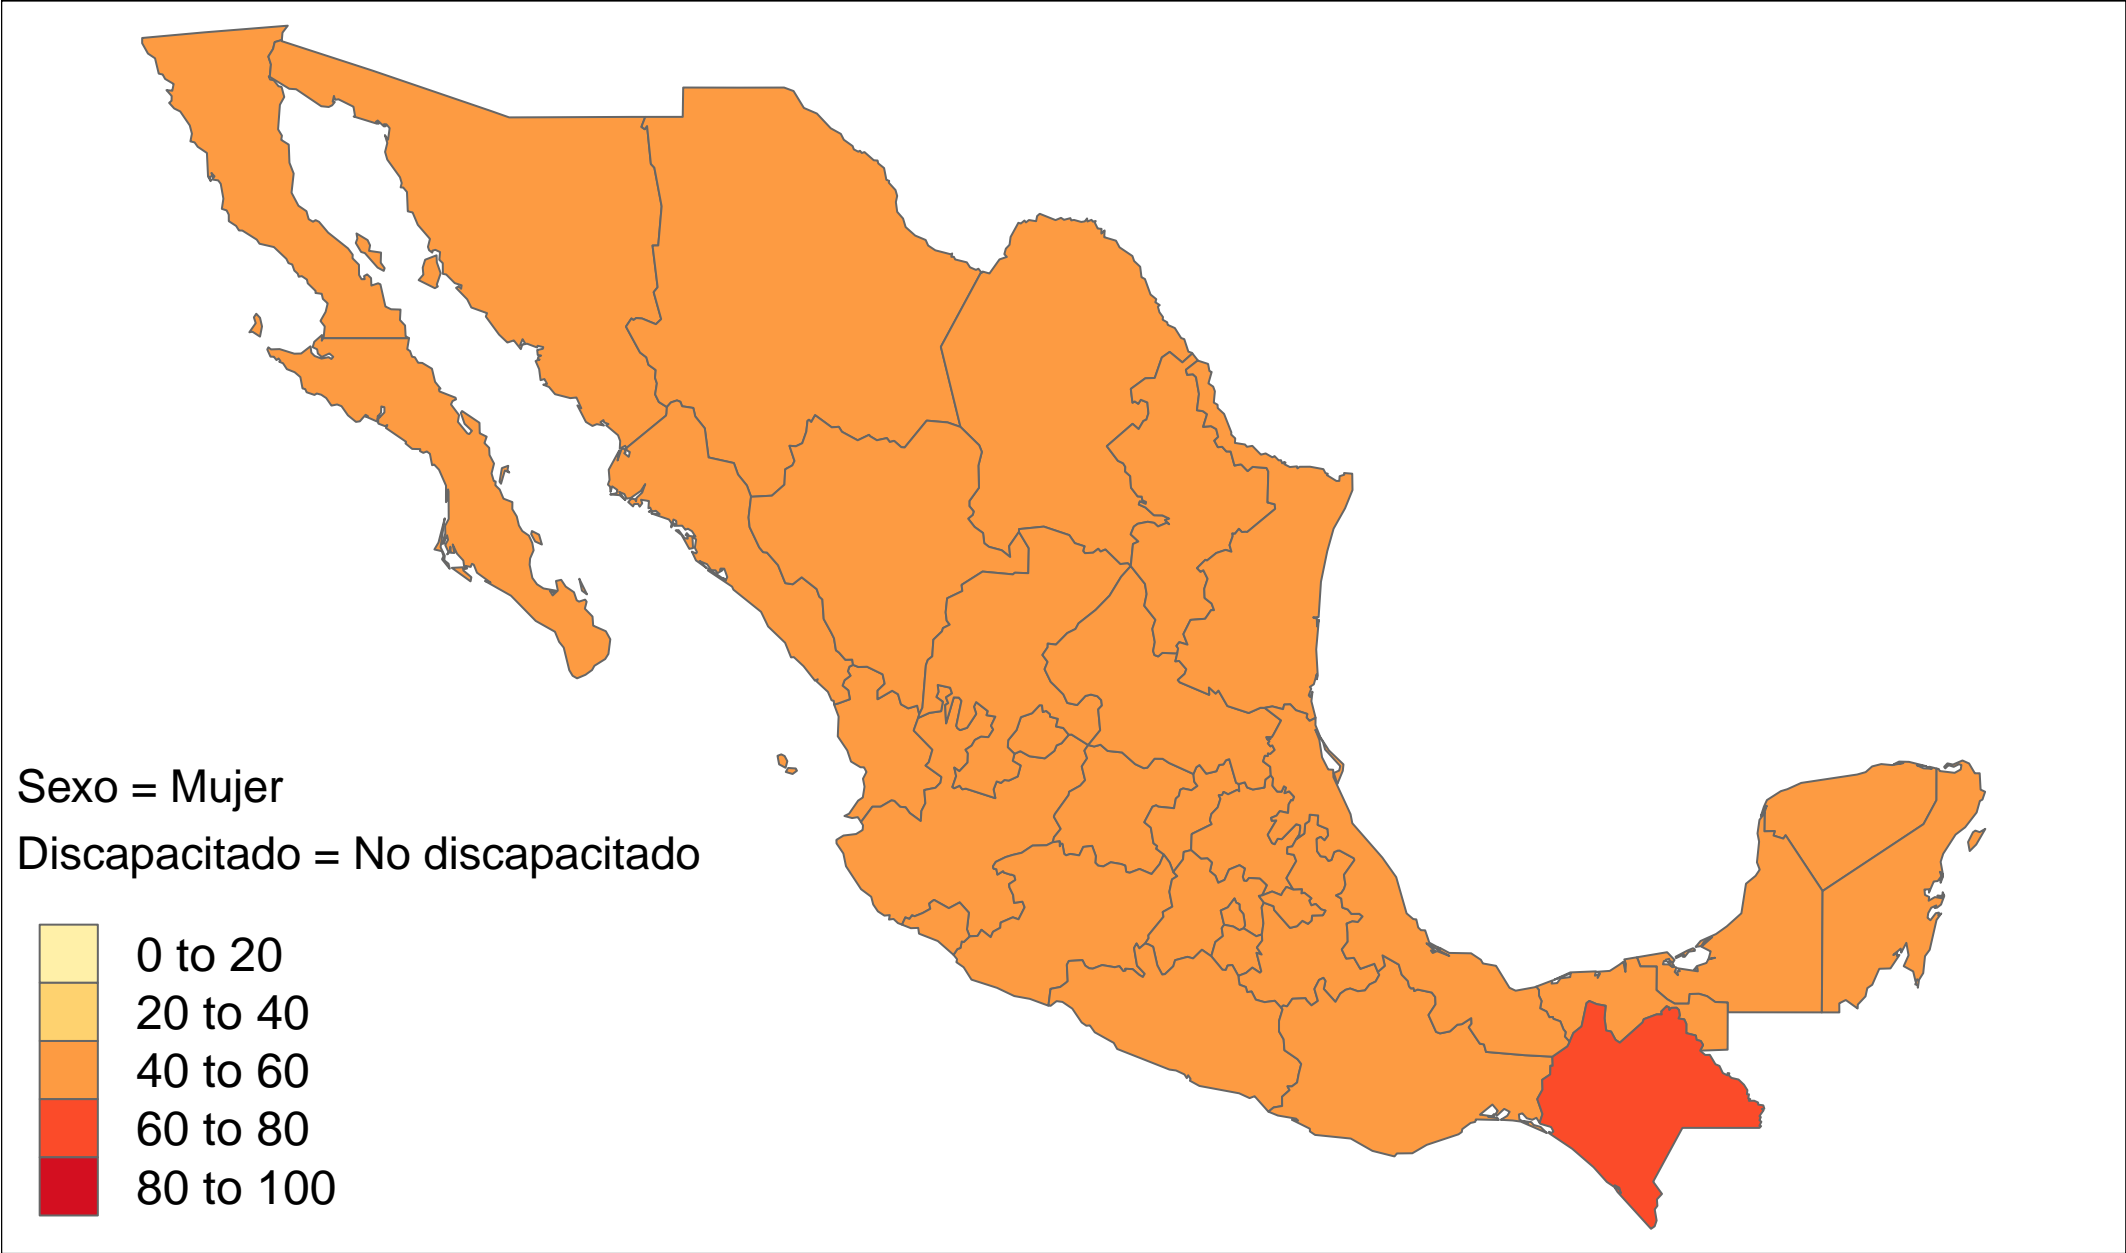 Sexo = Mujer
Discapacitado = No discapacitado
0 to 20
20 to 40
40 to 60
60 to 80
80 to 100